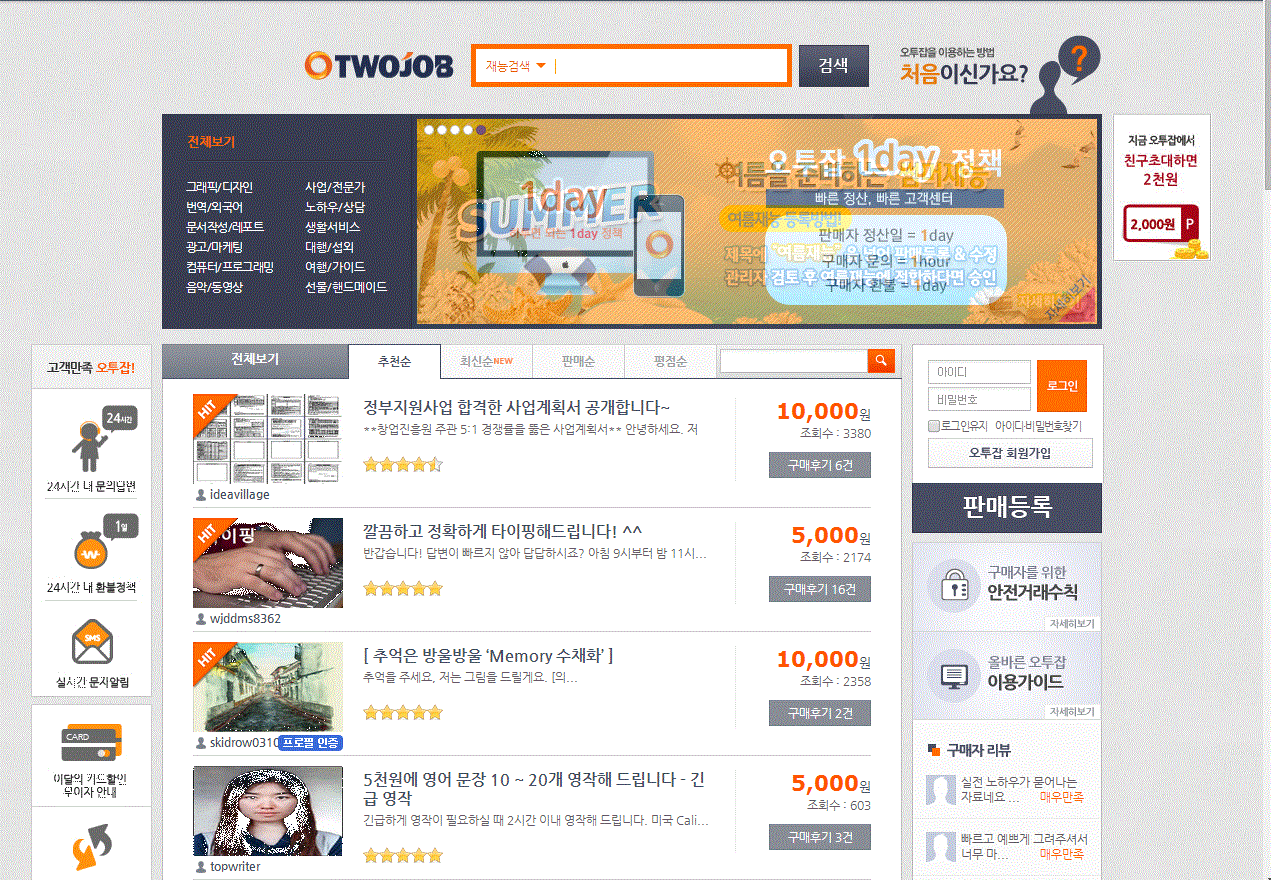 OTWOJOB
재능검색
검색
오투잡을 이용하는 방법
처음이신가요?
?
전체보기
그래픽/디자인 사업/전문가
번역/외국어 노하우/상담
문서작성/레포트 생활서비스
광고/마케팅 대행/섭외
컴퓨터/프로그래밍 여행/가이드
음악/동영상 선물/핸드메이드
1day
SUMMER
1day 정책
오투잡 1day 정책
여름을 준비하는
빠른 정산, 빠른 고객센터
여름재능 등록방법!
판매자 정산일 = 1day
구매자 문의 = 1hour
구매자 환불 = 1day
자세히보기
지금 오투잡에서
친구초대하면
2천원
2,000원 P
고객만족 오투잡!
24시간
24시간 내 문의답변
1일
24시간 내 환불정책
SMS
실시간 문자알림
CARD
이달의 카드할인
무이자 안내
전체보기 추천순 최신순NEW 판매순 평점순
HIT
정부지원사업 합격한 사업계획서 공개합니다~
**창업진흥원 주관 5:1 경쟁률을 뚫은 사업계획서** 안녕하세요. 저
10,000원
조회수 : 3380
구매후기 6건
ideavillage
HIT
이핑
깔끔하고 정확하게 타이핑해드립니다! ^^
반갑습니다! 답변이 빠르지 않아 답답하시죠? 아침 9시부터 밤 11시...
5,000원
조회수 : 2174
구매후기 16건
wjddms8362
HIT
[ 추억은 방울방울 ‘Memory 수채화’ ]
추억을 주세요, 저는 그림을 드릴게요. [의...
10,000원
조회수 : 2358
구매후기 2건
skidrow0310 프로필 인증
5천원에 영어 문장 10 ~ 20개 영작해 드립니다 - 긴
급 영작
긴급하게 영작이 필요하실 때 2시간 이내 영작해 드립니다. 미국 Cali...
5,000원
조회수 : 603
구매후기 3건
topwriter
아이디
비밀번호
로그인
로그인유지 아이디·비밀번호찾기
오투잡 회원가입
판매등록
구매자를 위한
안전거래수칙
자세히보기
올바른 오투잡
이용가이드
자세히보기
구매자 리뷰
실전 노하우가 묻어나는
자료네요 ... 매우만족
빠르고 예쁘게 그려주셔서
너무 마... 매우만족